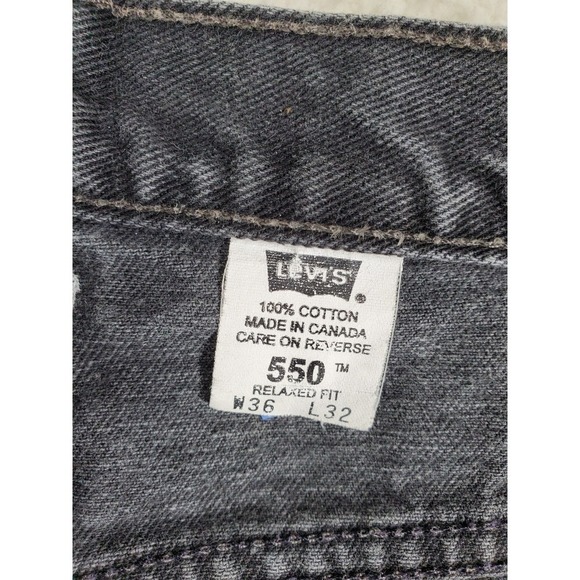 LEVI'S ®
100% COTTON
MADE IN CANADA
CARE ON REVERSE
550 ™
RELAXED FIT
W36 L32